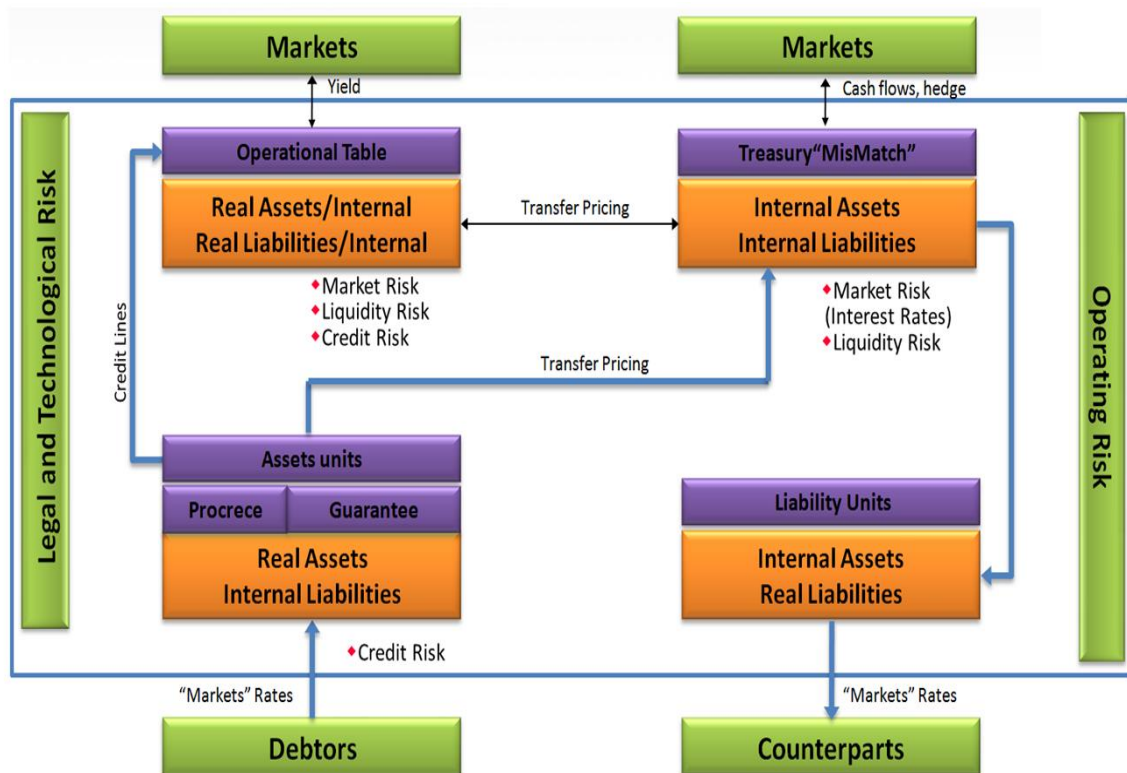 Markets
Markets
Yield
Cash flows, hedge
Legal and Technological Risk
Operational Table
Treasury“MisMatch”
Operating Risk
Real Assets/Internal
Real Liabilities/Internal
Transfer Pricing
Internal Assets
Internal Liabilities
Market Risk
Liquidity Risk
Credit Risk
Market Risk
(Interest Rates)
Liquidity Risk
Credit Lines
Transfer Pricing
Assets units
Procrece
Guarantee
Real Assets
Internal Liabilities
Liability Units
Internal Assets
Real Liabilities
Credit Risk
“Markets” Rates
“Markets” Rates
Debtors
Counterparts